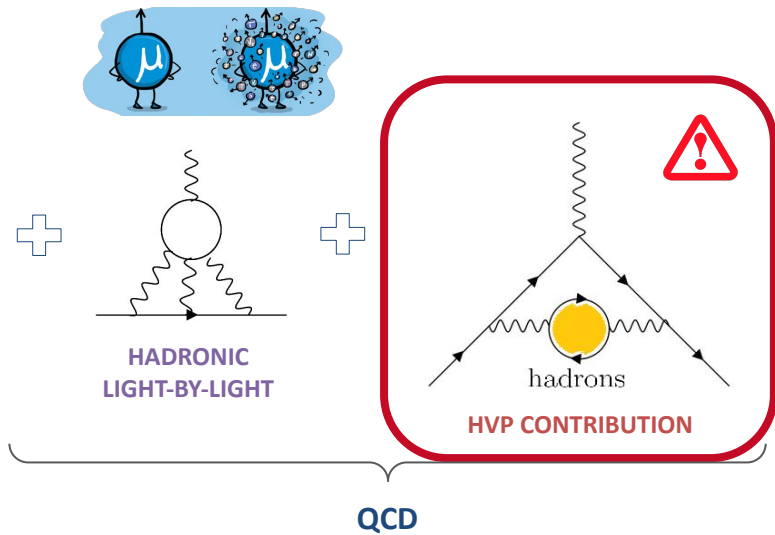 μ
μ
HADRONIC
LIGHT-BY-LIGHT
hadrons
HVP CONTRIBUTION
QCD